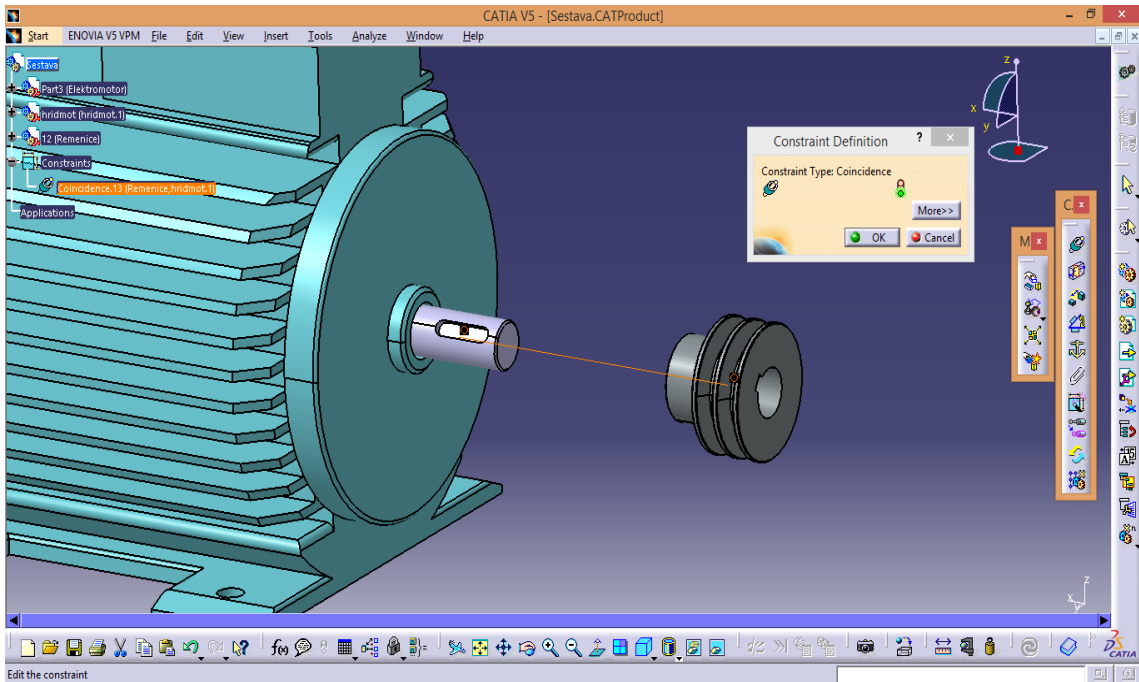 CATIA V5 - [Sestava.CATProduct]
Start ENOVIA V5 VPM File Edit View Insert Tools Analyze Window Help
Sestava
Part3 (Elektromotor)
hridmot (hridmot.1)
12 (Remenice)
Constraints
Coincidence.13 (Remenice,hridmot.1)
Applications
z
x
y
Constraint Definition ? x
Constraint Type: Coincidence
More>>
OK Cancel
C. x
M x
z
x
y
f(x)
CATIA
Edit the constraint